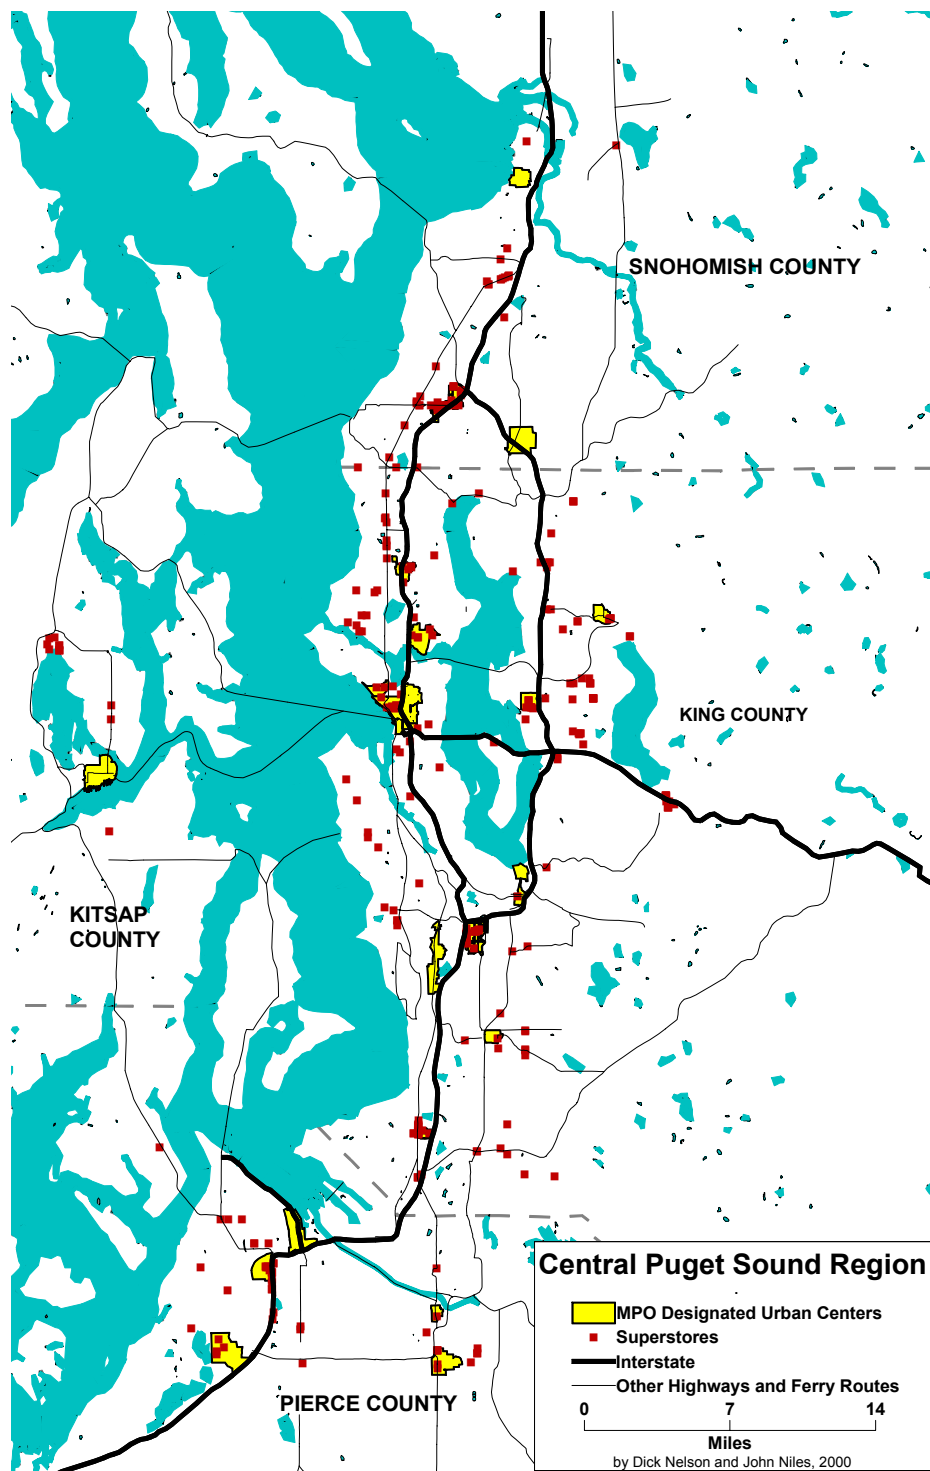 SNOHOMISH COUNTY
KING COUNTY
KITSAP
COUNTY
PIERCE COUNTY
Central Puget Sound Region
MPO Designated Urban Centers
Superstores
Interstate
Other Highways and Ferry Routes
0 7 14
Miles
by Dick Nelson and John Niles, 2000